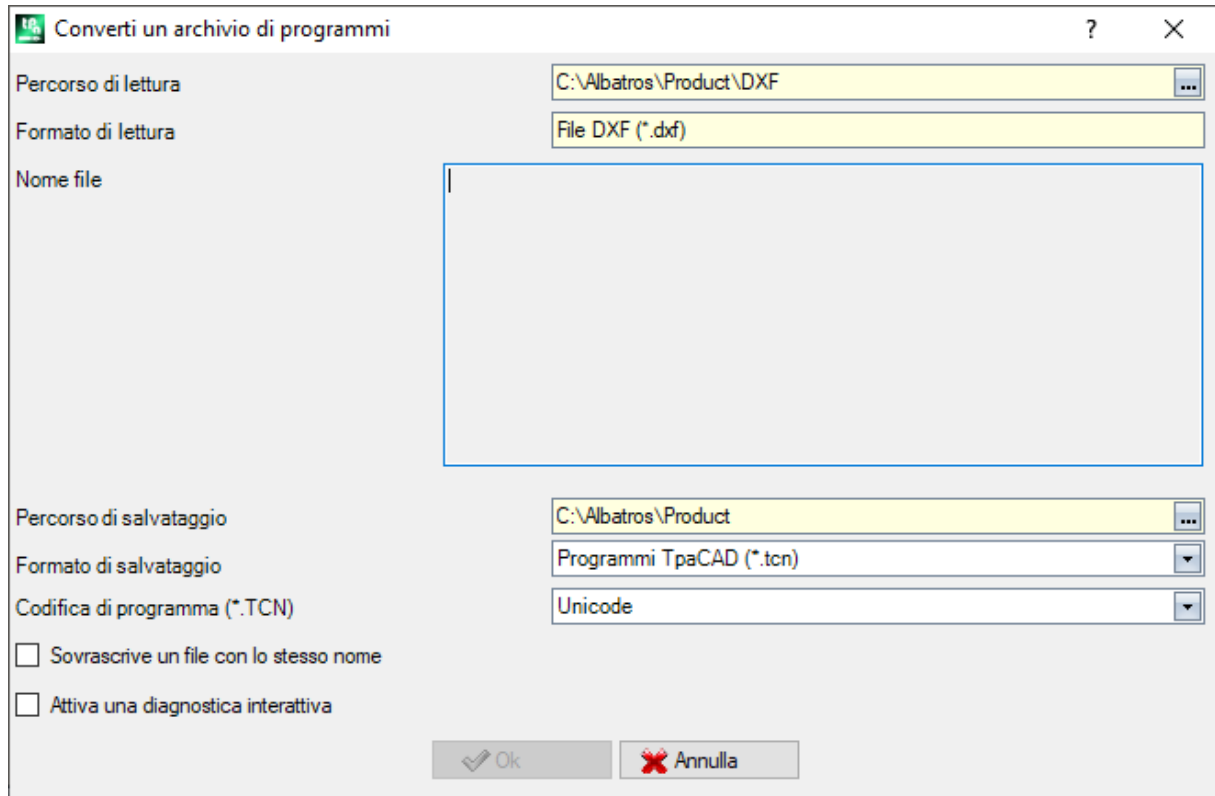 Converti un archivio di programmi ?
Percorso di lettura C:\Albatros\Product\DXF ...
Formato di lettura File DXF (*.dxf)
Nome file
Percorso di salvataggio C:\Albatros\Product ...
Formato di salvataggio Programmi TpaCAD (*.tcn)
Codifica di programma (*.TCN) Unicode
Sovrascrive un file con lo stesso nome
Attiva una diagnostica interattiva
Ok Annulla